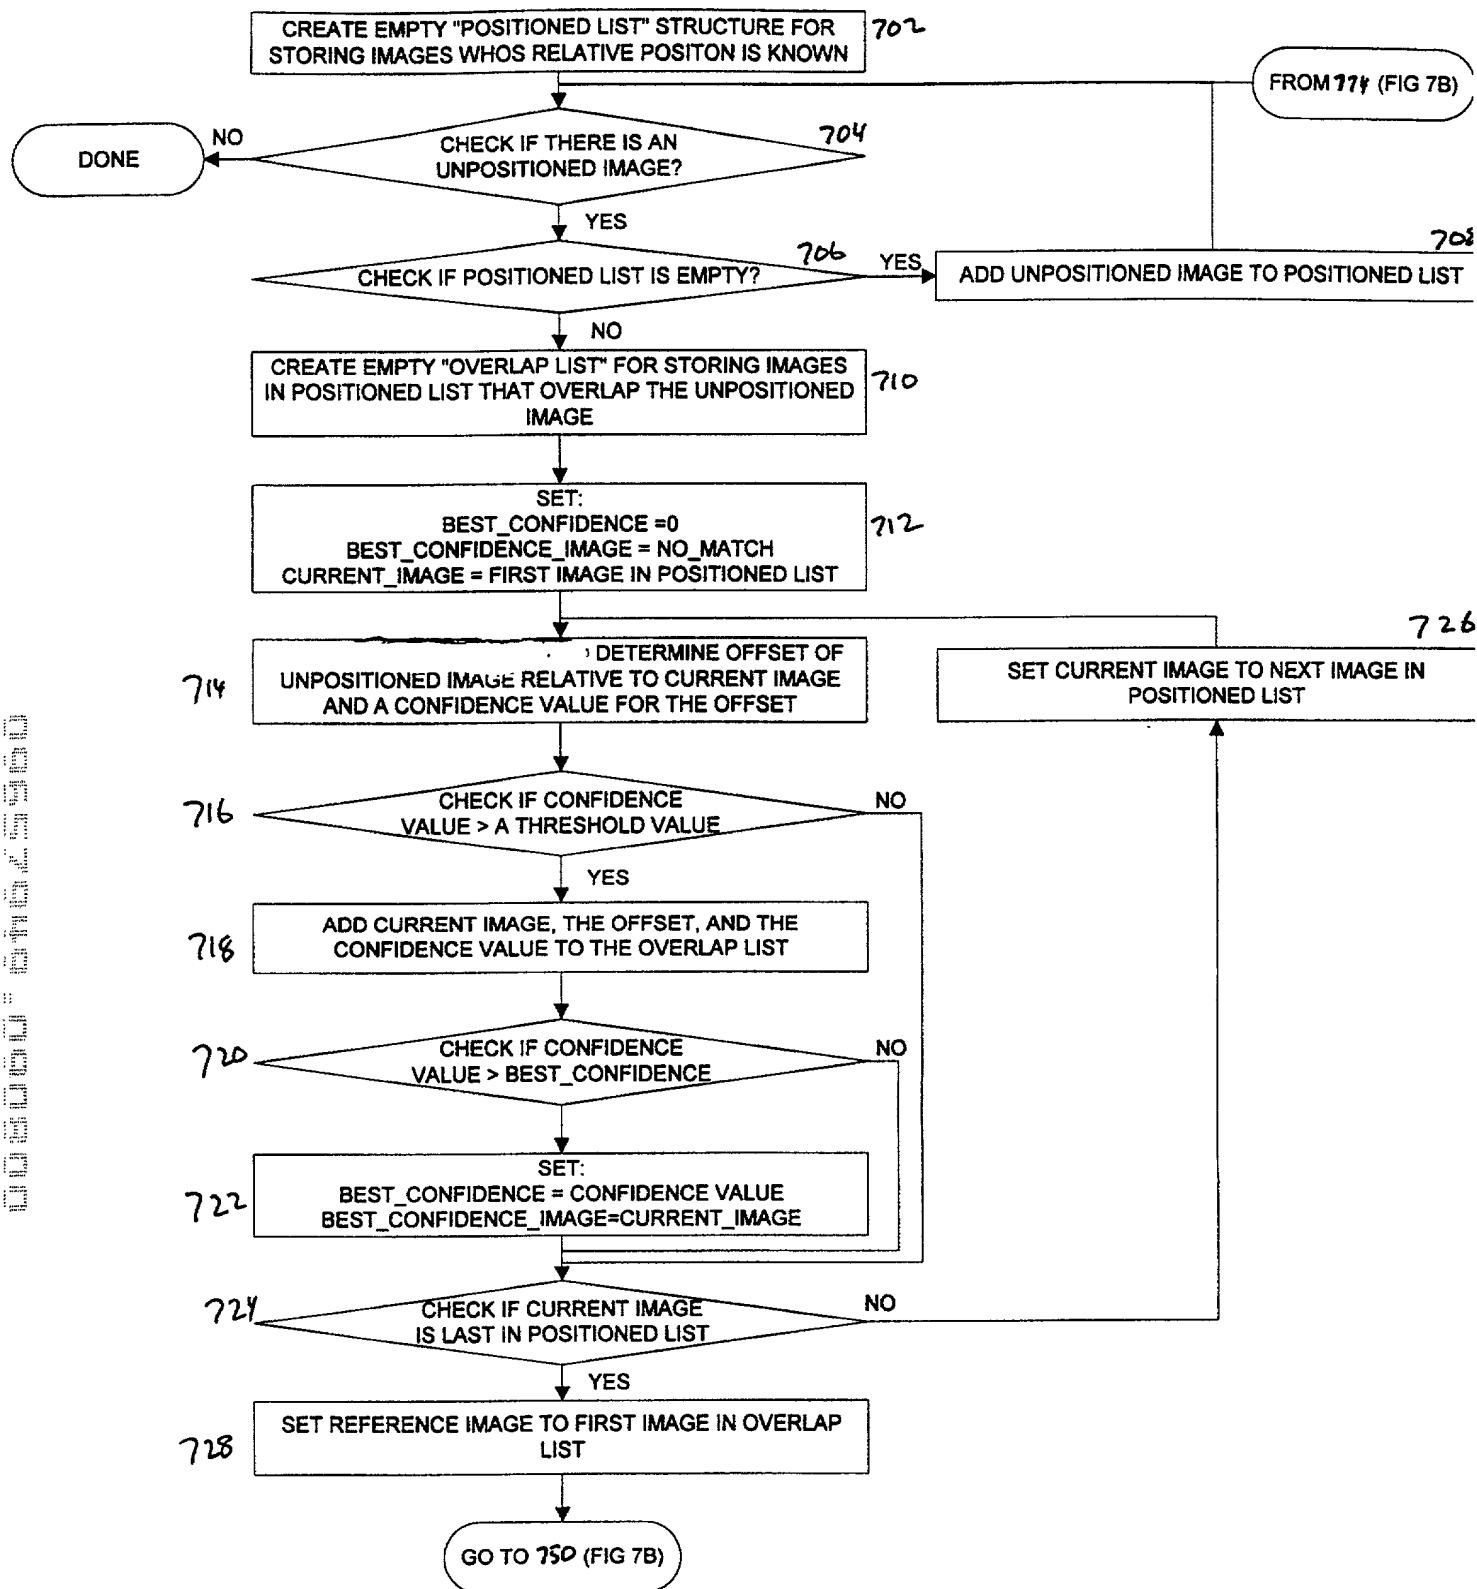 CREATE EMPTY "POSITIONED LIST" STRUCTURE FOR
STORING IMAGES WHOS RELATIVE POSITON IS KNOWN
702
FROM 774 (FIG 7B)
DONE
NO
CHECK IF THERE IS AN
UNPOSITIONED IMAGE?
704
YES
CHECK IF POSITIONED LIST IS EMPTY?
706
YES
708
ADD UNPOSITIONED IMAGE TO POSITIONED LIST
NO
CREATE EMPTY "OVERLAP LIST" FOR STORING IMAGES
IN POSITIONED LIST THAT OVERLAP THE UNPOSITIONED
IMAGE
710
SET:
BEST_CONFIDENCE =0
BEST_CONFIDENCE_IMAGE = NO_MATCH
CURRENT_IMAGE = FIRST IMAGE IN POSITIONED LIST
712
726
SET CURRENT IMAGE TO NEXT IMAGE IN
POSITIONED LIST
714
DETERMINE OFFSET OF
UNPOSITIONED IMAGE RELATIVE TO CURRENT IMAGE
AND A CONFIDENCE VALUE FOR THE OFFSET
716
CHECK IF CONFIDENCE
VALUE > A THRESHOLD VALUE
NO
YES
718
ADD CURRENT IMAGE, THE OFFSET, AND THE
CONFIDENCE VALUE TO THE OVERLAP LIST
720
CHECK IF CONFIDENCE
VALUE > BEST_CONFIDENCE
NO
722
SET:
BEST_CONFIDENCE = CONFIDENCE VALUE
BEST_CONFIDENCE_IMAGE=CURRENT_IMAGE
724
CHECK IF CURRENT IMAGE
IS LAST IN POSITIONED LIST
NO
YES
728
SET REFERENCE IMAGE TO FIRST IMAGE IN OVERLAP
LIST
GO TO 750 (FIG 7B)